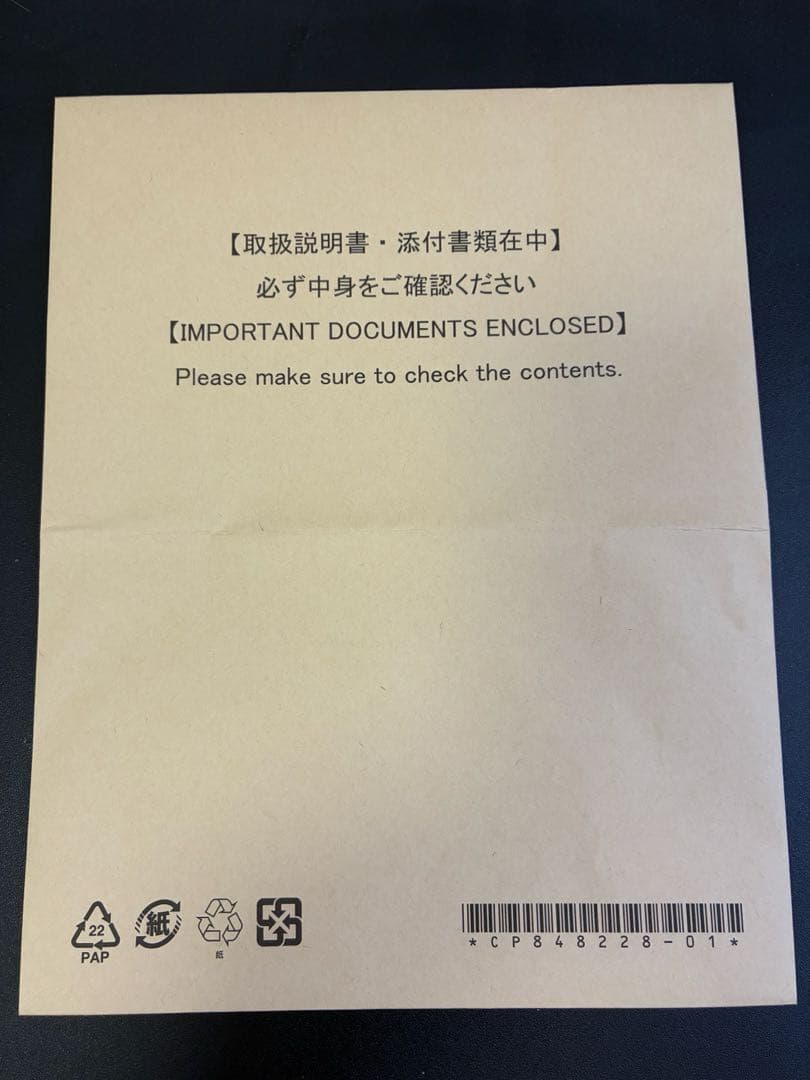 【取扱説明書・添付書類在中】
必ず中身をご確認ください
【IMPORTANT DOCUMENTS ENCLOSED】
Please make sure to check the contents.
22
PAP
紙
紙
*CP848228-01*